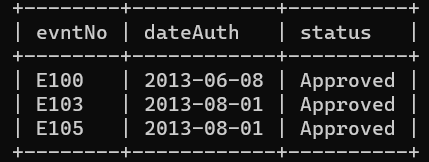 +--------+------------+----------+
| evntNo | dateAuth   | status   |
+--------+------------+----------+
| E100   | 2013-06-08 | Approved |
| E103   | 2013-08-01 | Approved |
| E105   | 2013-08-01 | Approved |
+--------+------------+----------+